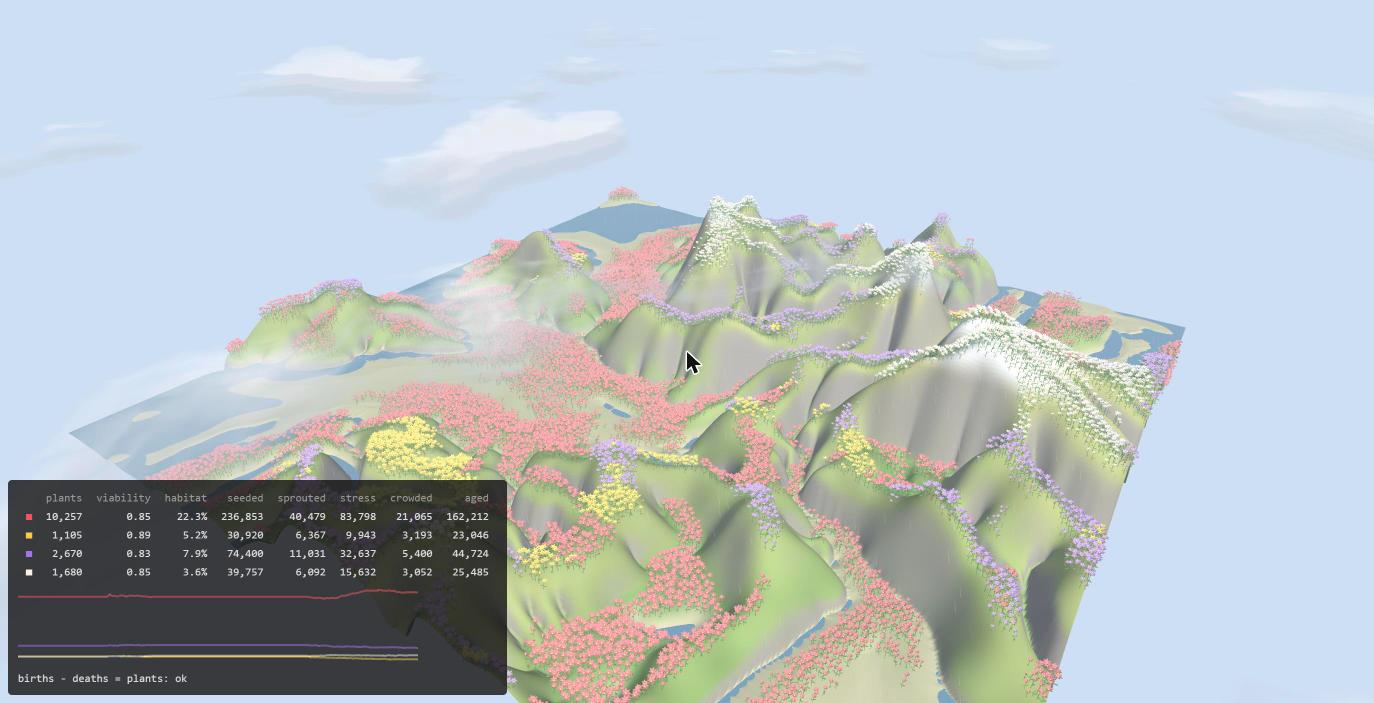 plants viability habitat seeded sprouted stress crowded aged
10,257 0.85 22.3% 236,853 40,479 83,798 21,065 162,212
1,105 0.89 5.2% 30,920 6,367 9,943 3,193 23,046
2,670 0.83 7.9% 74,400 11,031 32,637 5,400 44,724
1,680 0.85 3.6% 39,757 6,092 15,632 3,052 25,485
births - deaths = plants: ok